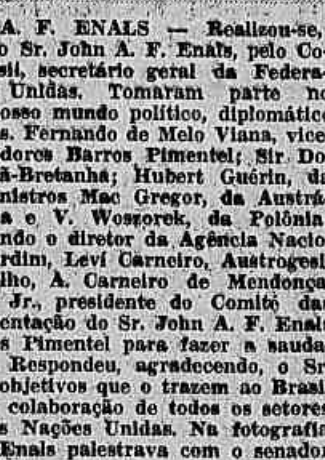 A. F. ENALS — Realizou-se,
o Sr. John A. F. Enals, pelo Co-
sil, secretário geral da Federa-
Unidas. Tomaram parte no
osso mundo político, diplomátic
s. Fernando de Melo Viana, vice
dores Barros Pimentel; Sir Do-
ã-Bretanha; Hubert Guérin, da
nistros Mac Gregor, da Austrá-
a e V. Woszorek, da Polônia
ndo o diretor da Agência Nacio
ardim, Levi Carneiro, Austrogesi
lho, A. Carneiro de Mendonça
Jr., presidente do Comitê da
entação do Sr. John A. F. Enal
s Pimentel para fazer a sauda
Respondeu, agradecendo, o Sr
objetivos que o trazem ao Brasi
colaboração de todos os setores
s Nações Unidas. Na fotografia
Enals palestrava com o senado